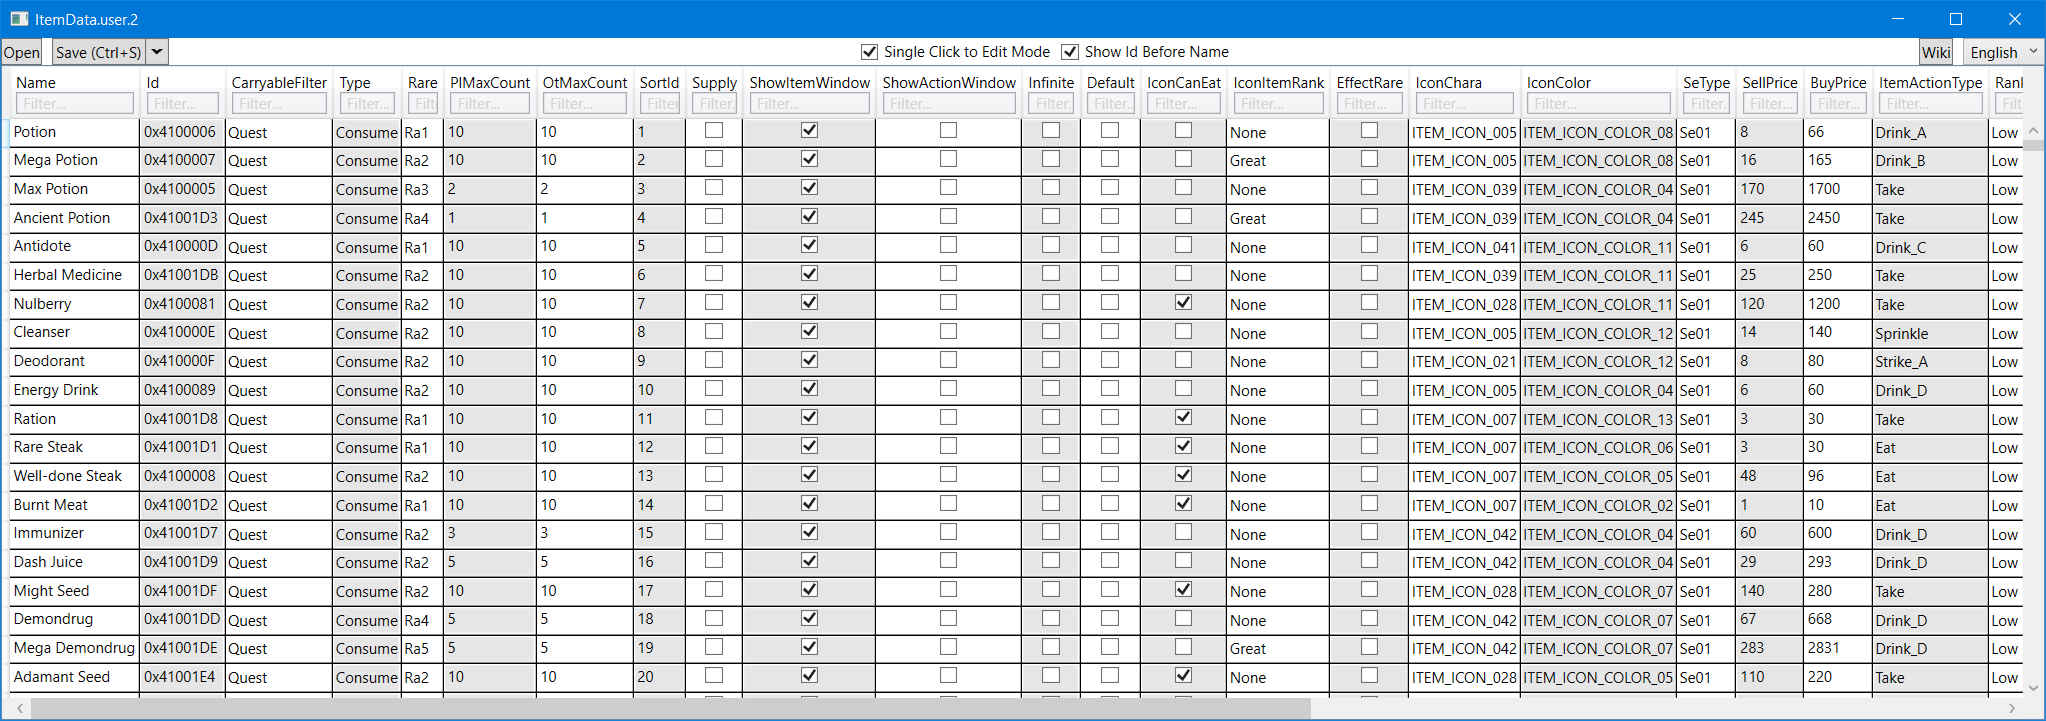 ItemData.user.2
Open Save (Ctrl+S) Single Click to Edit Mode Show Id Before Name Wiki English
Name Id CarryableFilter Type Rare PlMaxCount OtMaxCount SortId Supply ShowItemWindow ShowActionWindow Infinite Default IconCanEat IconItemRank EffectRare IconChara IconColor SeType SellPrice BuyPrice ItemActionType Rank
Filter... Filter... Filter... Filter... Filt Filter... Filter... Filter. Filter. Filter... Filter... Filter. Filter... Filter... Filter... Filter... Filter... Filter... Filter. Filter... Filter... Filter... Filt
Potion 0x4100006 Quest Consume Ra1 10 10 1 None ITEM_ICON_005 ITEM_ICON_COLOR_08 Se01 8 66 Drink_A Low
Mega Potion 0x4100007 Quest Consume Ra2 10 10 2 Great ITEM_ICON_005 ITEM_ICON_COLOR_08 Se01 16 165 Drink_B Low
Max Potion 0x4100005 Quest Consume Ra3 2 2 3 None ITEM_ICON_039 ITEM_ICON_COLOR_04 Se01 170 1700 Take Low
Ancient Potion 0x41001D3 Quest Consume Ra4 1 1 4 Great ITEM_ICON_039 ITEM_ICON_COLOR_04 Se01 245 2450 Take Low
Antidote 0x410000D Quest Consume Ra1 10 10 5 None ITEM_ICON_041 ITEM_ICON_COLOR_11 Se01 6 60 Drink_C Low
Herbal Medicine 0x41001DB Quest Consume Ra2 10 10 6 None ITEM_ICON_039 ITEM_ICON_COLOR_11 Se01 25 250 Take Low
Nulberry 0x4100081 Quest Consume Ra2 10 10 7 None ITEM_ICON_028 ITEM_ICON_COLOR_11 Se01 120 1200 Take Low
Cleanser 0x410000E Quest Consume Ra2 10 10 8 None ITEM_ICON_005 ITEM_ICON_COLOR_12 Se01 14 140 Sprinkle Low
Deodorant 0x410000F Quest Consume Ra2 10 10 9 None ITEM_ICON_021 ITEM_ICON_COLOR_12 Se01 8 80 Strike_A Low
Energy Drink 0x4100089 Quest Consume Ra2 10 10 10 None ITEM_ICON_005 ITEM_ICON_COLOR_04 Se01 6 60 Drink_D Low
Ration 0x41001D8 Quest Consume Ra1 10 10 11 None ITEM_ICON_007 ITEM_ICON_COLOR_13 Se01 3 30 Take Low
Rare Steak 0x41001D1 Quest Consume Ra1 10 10 12 None ITEM_ICON_007 ITEM_ICON_COLOR_06 Se01 3 30 Eat Low
Well-done Steak 0x4100008 Quest Consume Ra2 10 10 13 None ITEM_ICON_007 ITEM_ICON_COLOR_05 Se01 48 96 Eat Low
Burnt Meat 0x41001D2 Quest Consume Ra1 10 10 14 None ITEM_ICON_007 ITEM_ICON_COLOR_02 Se01 1 10 Eat Low
Immunizer 0x41001D7 Quest Consume Ra2 3 3 15 None ITEM_ICON_042 ITEM_ICON_COLOR_04 Se01 60 600 Drink_D Low
Dash Juice 0x41001D9 Quest Consume Ra2 5 5 16 None ITEM_ICON_042 ITEM_ICON_COLOR_04 Se01 29 293 Drink_D Low
Might Seed 0x41001DF Quest Consume Ra2 10 10 17 None ITEM_ICON_028 ITEM_ICON_COLOR_07 Se01 140 280 Take Low
Demondrug 0x41001DD Quest Consume Ra4 5 5 18 None ITEM_ICON_042 ITEM_ICON_COLOR_07 Se01 67 668 Drink_D Low
Mega Demondrug 0x41001DE Quest Consume Ra5 5 5 19 Great ITEM_ICON_042 ITEM_ICON_COLOR_07 Se01 283 2831 Drink_D Low
Adamant Seed 0x41001E4 Quest Consume Ra2 10 10 20 None ITEM_ICON_028 ITEM_ICON_COLOR_05 Se01 110 220 Take Low